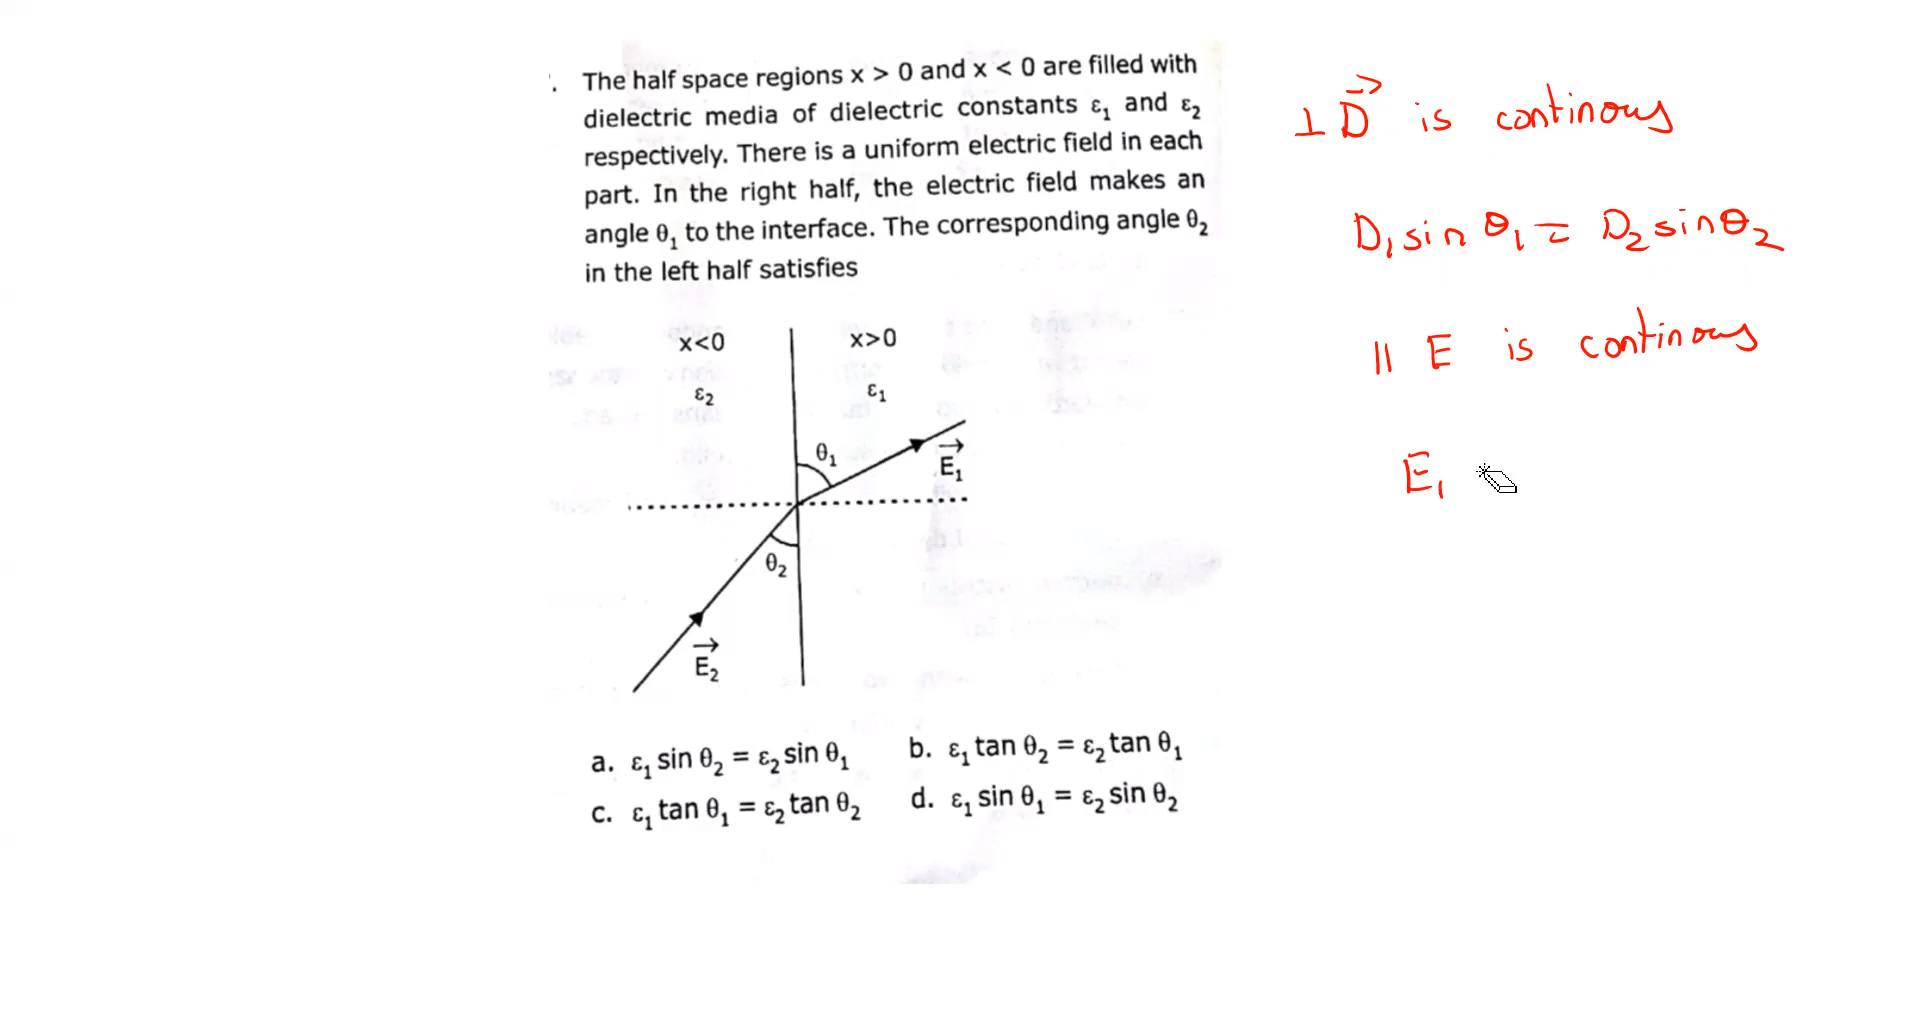 . The half space regions x > 0 and x < 0 are filled with
dielectric media of dielectric constants ε₁ and ε₂
respectively. There is a uniform electric field in each
part. In the right half, the electric field makes an
angle θ₁ to the interface. The corresponding angle θ₂
in the left half satisfies
x<0 x>0
ε₂ ε₁
θ₁
E₁
θ₂
E₂
a. ε₁ sin θ₂ = ε₂ sin θ₁ b. ε₁ tan θ₂ = ε₂ tan θ₁
c. ε₁ tan θ₁ = ε₂ tan θ₂ d. ε₁ sin θ₁ = ε₂ sin θ₂
⊥ D is continous
D₁ sin θ₁ = D₂ sin θ₂
|| E is continous
E₁